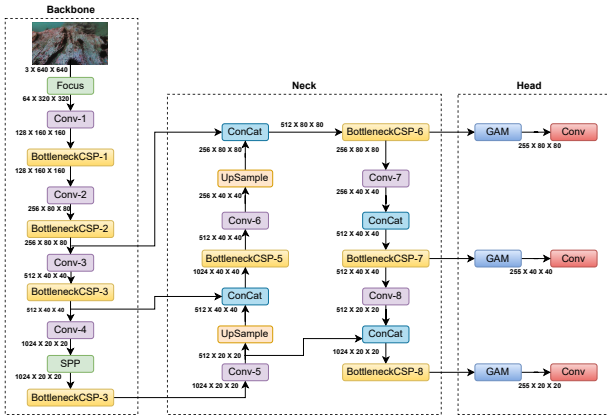 Backbone
3 X 640 X 640
Focus
64 X 320 X 320
Conv-1
128 X 160 X 160
BottleneckCSP-1
128 X 160 X 160
Conv-2
256 X 80 X 80
BottleneckCSP-2
256 X 80 X 80
Conv-3
512 X 40 X 40
BottleneckCSP-3
512 X 40 X 40
Conv-4
1024 X 20 X 20
SPP
1024 X 20 X 20
BottleneckCSP-3
Neck
ConCat
512 X 80 X 80
256 X 80 X 80
UpSample
256 X 40 X 40
Conv-6
512 X 40 X 40
BottleneckCSP-5
1024 X 40 X 40
ConCat
512 X 40 X 40
UpSample
512 X 20 X 20
Conv-5
1024 X 20 X 20
BottleneckCSP-6
256 X 80 X 80
Conv-7
256 X 40 X 40
ConCat
512 X 40 X 40
BottleneckCSP-7
512 X 40 X 40
Conv-8
512 X 20 X 20
ConCat
1024 X 20 X 20
BottleneckCSP-8
Head
GAM
255 X 80 X 80
Conv
GAM
255 X 40 X 40
Conv
GAM
255 X 20 X 20
Conv